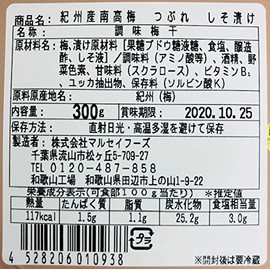 商品名:紀州産南高梅 つぶれ しそ漬け
名称: 調味梅干
原材料名:梅、漬け原材料〔果糖ブドウ糖液糖、食塩、醸造
酢、しそ液〕/調味料(アミノ酸等)、酒精、野
菜色素、甘味料(スクラロース)、ビタミンB1、
ユッカ抽出物、保存料(ソルビン酸K)
原料原産地名: 紀州(梅)
内容量: 300g 賞味期限: 2020.10.25
保存方法: 直射日光・高温多湿を避けて保存
製造者:株式会社マルセイフーズ
千葉県流山市松ヶ丘5-709-27
TEL 0120-487-858
和歌山工場 和歌山県田辺市上の山1-9-22
栄養成分表示(可食部100g当たり) *推定値
熱量 たんぱく質 脂質 炭水化物 食塩相当量
117kcal 1.5g 1.1g 25.2g 3.0g
プラ
※開封後要冷蔵
4528206010938